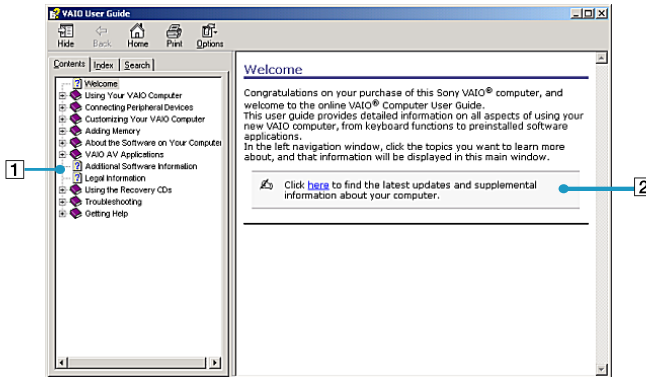 VAIO User Guide
Hide Back Home Print Options
Contents Index Search
Welcome
Using Your VAIO Computer
Connecting Peripheral Devices
Customizing Your VAIO Computer
Adding Memory
About the Software on Your Computer
VAIO AV Applications
Additional Software Information
Legal Information
Using the Recovery CDs
Troubleshooting
Getting Help
1
Welcome
Congratulations on your purchase of this Sony VAIO® computer, and
welcome to the online VAIO® Computer User Guide.
This user guide provides detailed information on all aspects of using your
new VAIO computer, from keyboard functions to preinstalled software
applications.
In the left navigation window, click the topics you want to learn more
about, and that information will be displayed in this main window.
Click here to find the latest updates and supplemental
information about your computer.
2